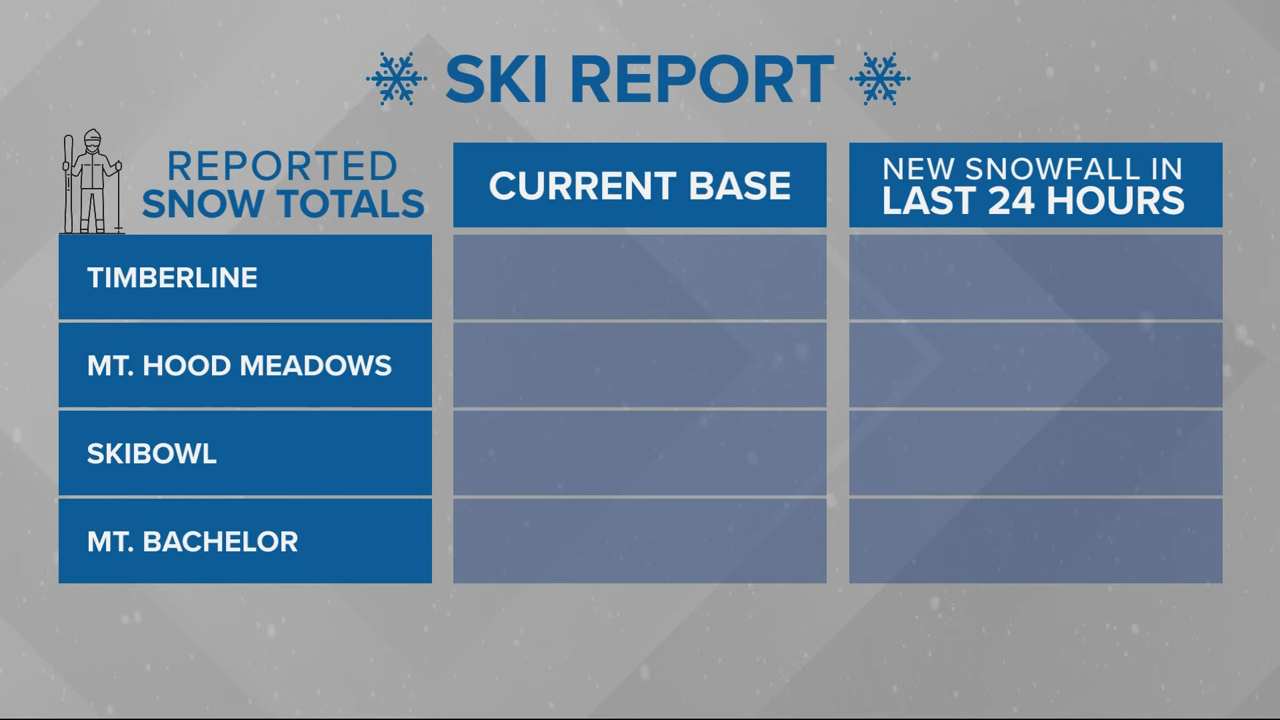 SKI REPORT
REPORTED
SNOW TOTALS
CURRENT BASE
NEW SNOWFALL IN
LAST 24 HOURS
TIMBERLINE
MT. HOOD MEADOWS
SKIBOWL
MT. BACHELOR